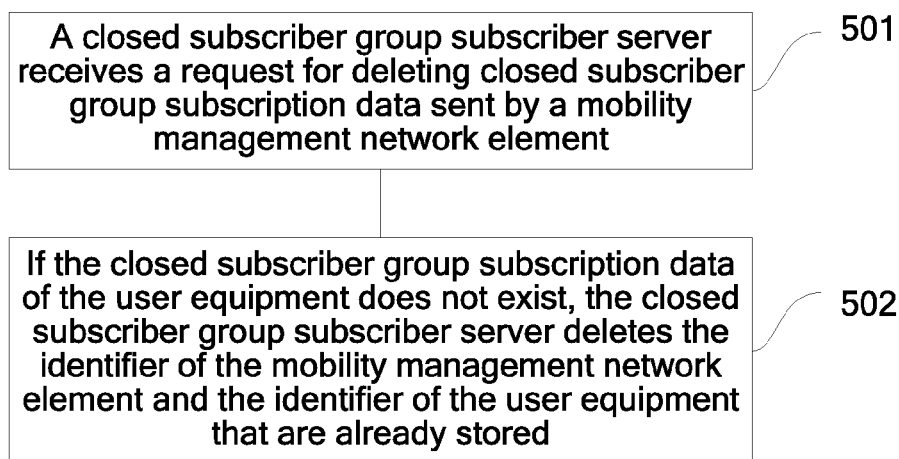 A closed subscriber group subscriber server
receives a request for deleting closed subscriber
group subscription data sent by a mobility
management network element
501
If the closed subscriber group subscription data
of the user equipment does not exist, the closed
subscriber group subscriber server deletes the
identifier of the mobility management network
element and the identifier of the user equipment
that are already stored
502